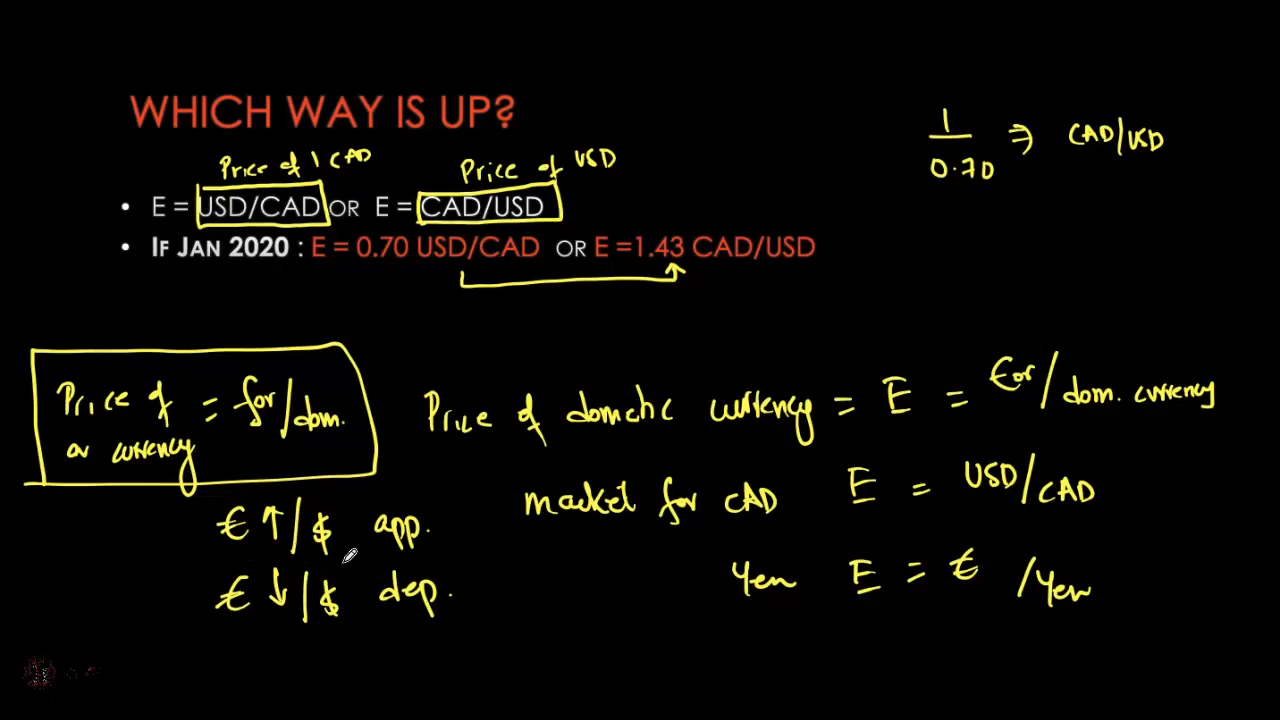 WHICH WAY IS UP?
1
0.70 ⇒ CAD/USD
Price of 1 CAD
Price of USD
• E = USD/CAD OR E = CAD/USD
• IF JAN 2020 : E = 0.70 USD/CAD OR E =1.43 CAD/USD
Price of = for/dom.
a currency
Price of domestic currency = E = for/dom. currency
market for CAD E = USD/CAD
€ ↑/$ app.
Yen E = € /Yen
€ ↓/$ dep.